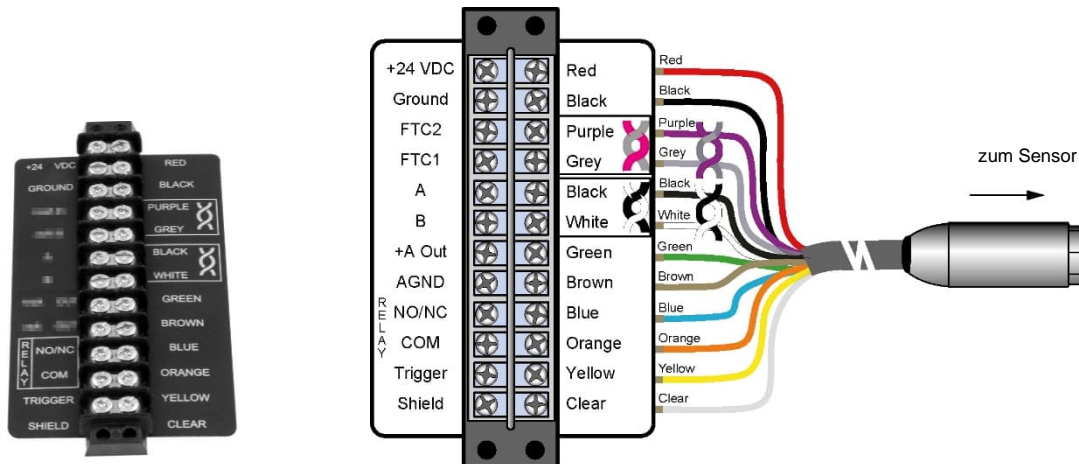 +24 VDC RED
GROUND BLACK
PURPLE
GREY
BLACK
WHITE
GREEN
BROWN
RELAY
NO/NC BLUE
COM ORANGE
TRIGGER YELLOW
SHIELD CLEAR
+24 VDC Red Red
Ground Black Black
FTC2 Purple Purple
FTC1 Grey Grey
A Black Black
B White White
+A Out Green Green
AGND Brown Brown
RELAY
NO/NC Blue Blue
COM Orange Orange
Trigger Yellow Yellow
Shield Clear Clear
zum Sensor